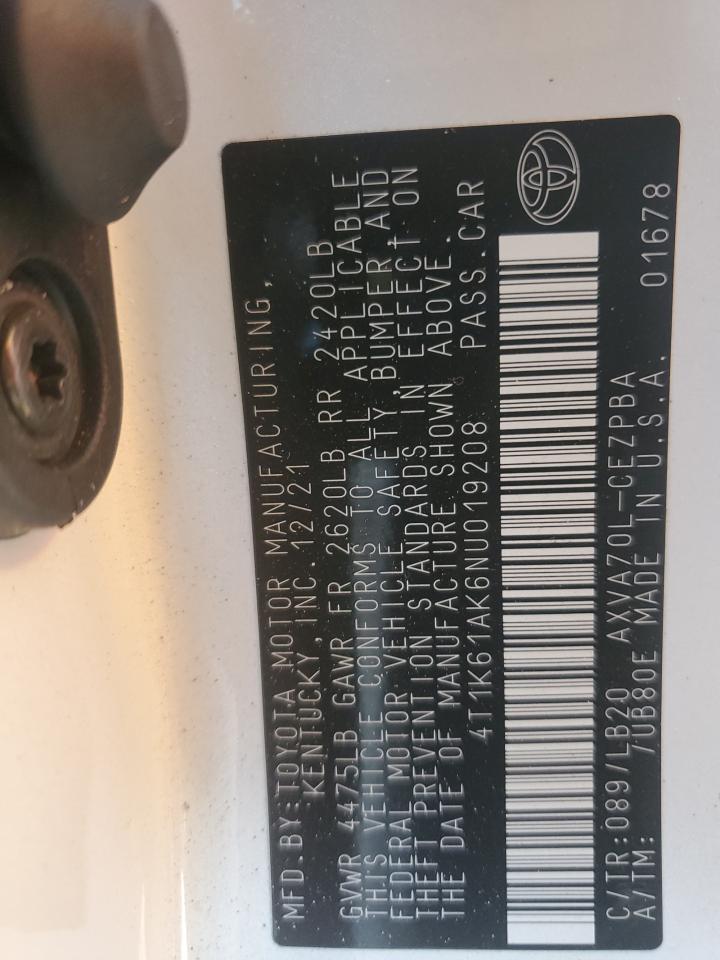 MFD.BY:TOYOTA MOTOR MANUFACTURING,
KENTUCKY,INC.12/21
GVWR 4475LB GAWR FR 2620LB RR 2420LB
THIS VEHICLE CONFORMS TO ALL APPLICABLE
FEDERAL MOTOR VEHICLE SAFETY,BUMPER,AND
THEFT PREVENTION STANDARDS IN EFFECT ON
THE DATE OF MANUFACTURE SHOWN ABOVE.
4T1K61AK6NU019208 PASS.CAR
C/TR:089/LB20 AXVA70L-CEZPBA
A/TM: /UB80E MADE IN U.S.A. 01678